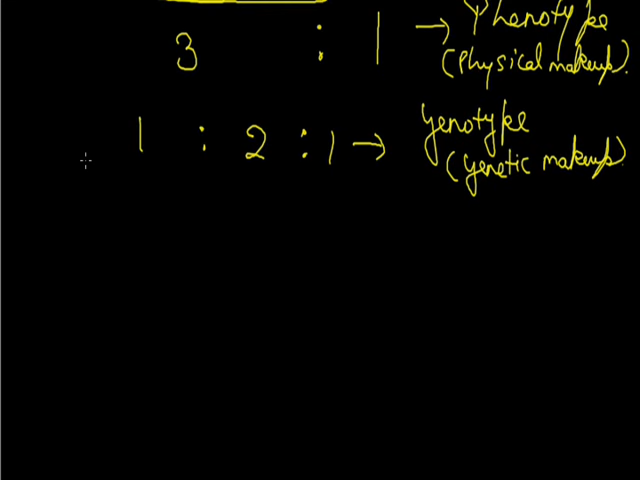 3 : 1 → Phenotype
(Physical makeup)
1 : 2 : 1 → genotype
(genetic makeup)